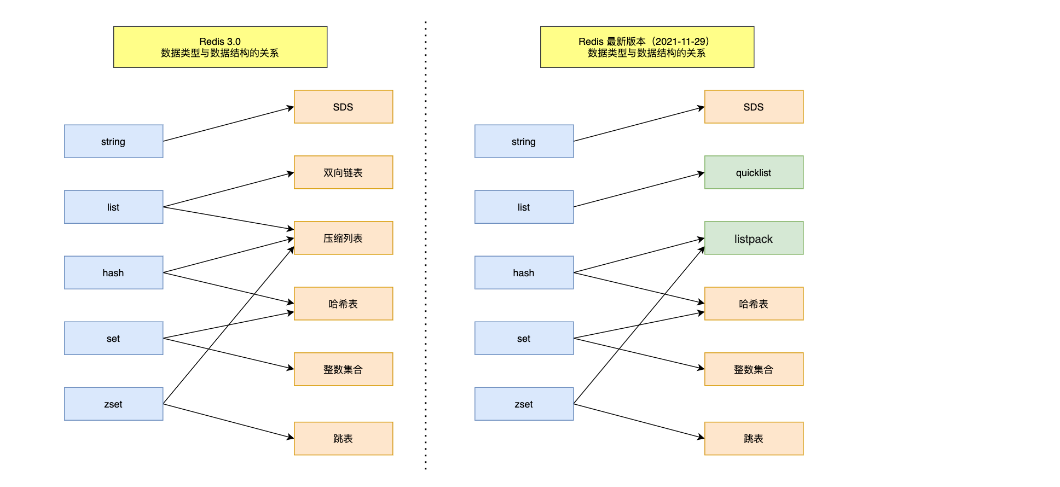 Redis 3.0
数据类型与数据结构的关系
string
list
hash
set
zset
SDS
双向链表
压缩列表
哈希表
整数集合
跳表
Redis 最新版本（2021-11-29）
数据类型与数据结构的关系
string
list
hash
set
zset
SDS
quicklist
listpack
哈希表
整数集合
跳表